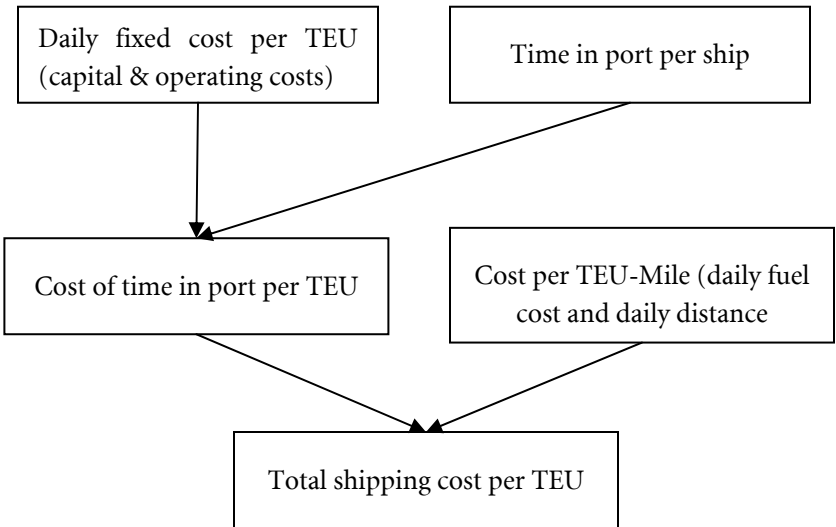 Daily fixed cost per TEU
(capital & operating costs)
Time in port per ship
Cost of time in port per TEU
Cost per TEU-Mile (daily fuel
cost and daily distance
Total shipping cost per TEU